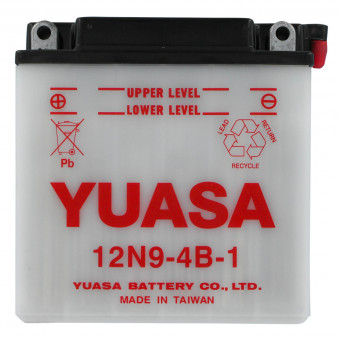 UPPER LEVEL
LOWER LEVEL
Pb
LEAD
RETURN
RECYCLE
YUASA
12N9-4B-1
YUASA BATTERY CO., LTD.
MADE IN TAIWAN